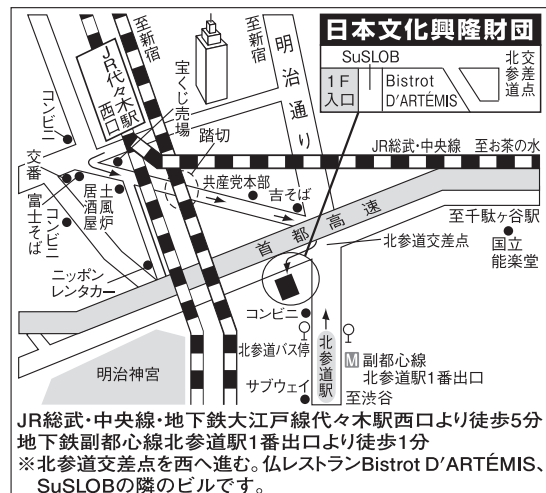 日本文化興隆財団
SuSLOB
1F
入口
Bistrot
D'ARTÉMIS
北参道
交差点
至新宿
至新宿
明治通り
JR代々木駅
西口
宝くじ売場
踏切
コンビニ
交番
富士そば
コンビニ
居酒屋
土風炉
ニッポン
レンタカー
共産党本部
吉そば
JR総武・中央線
至お茶の水
首都高速
至千駄ヶ谷駅
国立
能楽堂
北参道交差点
コンビニ
北参道バス停
北参道駅
M 副都心線
北参道駅1番出口
サブウェイ
至渋谷
明治神宮
JR総武・中央線・地下鉄大江戸線代々木駅西口より徒歩5分
地下鉄副都心線北参道駅1番出口より徒歩1分
※北参道交差点を西へ進む。仏レストランBistrot D'ARTÉMIS、
SuSLOBの隣のビルです。